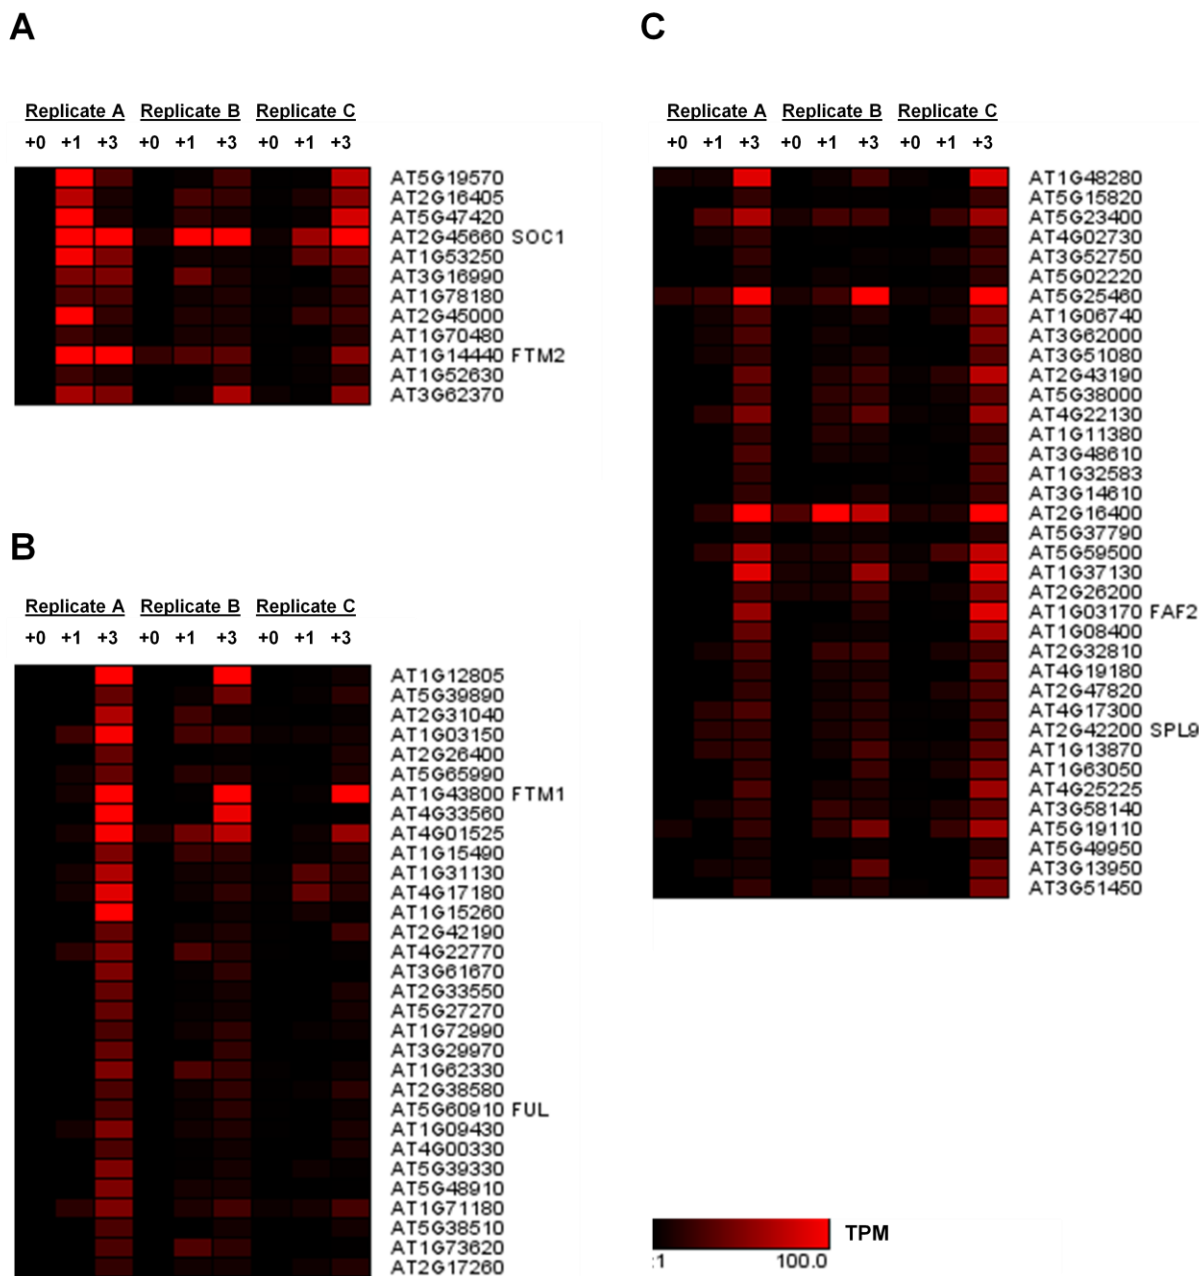 A
Replicate A Replicate B Replicate C
+0 +1 +3 +0 +1 +3 +0 +1 +3
AT5G19570
AT2G16405
AT5G47420
AT2G45660 SOC1
AT1G53250
AT3G16990
AT1G78180
AT2G45000
AT1G70480
AT1G14440 FTM2
AT1G52630
AT3G62370
B
Replicate A Replicate B Replicate C
+0 +1 +3 +0 +1 +3 +0 +1 +3
AT1G12805
AT5G39890
AT2G31040
AT1G03150
AT2G26400
AT5G65990
AT1G43800 FTM1
AT4G33560
AT4G01525
AT1G15490
AT1G31130
AT4G17180
AT1G15260
AT2G42190
AT4G22770
AT3G61670
AT2G33550
AT5G27270
AT1G72990
AT3G29970
AT1G62330
AT2G38580
AT5G60910 FUL
AT1G09430
AT4G00330
AT5G39330
AT5G48910
AT1G71180
AT5G38510
AT1G73620
AT2G17260
C
Replicate A Replicate B Replicate C
+0 +1 +3 +0 +1 +3 +0 +1 +3
AT1G48280
AT5G15820
AT5G23400
AT4G02730
AT3G52750
AT5G02220
AT5G25460
AT1G06740
AT3G62000
AT3G51080
AT2G43190
AT5G38000
AT4G22130
AT1G11380
AT3G48610
AT1G32583
AT3G14610
AT2G16400
AT5G37790
AT5G59500
AT1G37130
AT2G26200
AT1G03170 FAF2
AT1G08400
AT2G32810
AT4G19180
AT2G47820
AT4G17300
AT2G42200 SPL9
AT1G13870
AT1G63050
AT4G25225
AT3G58140
AT5G19110
AT5G49950
AT3G13950
AT3G51450
TPM
:1 100.0